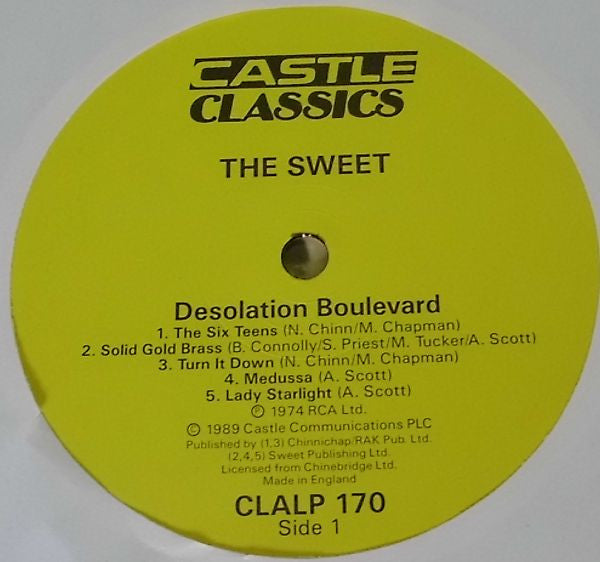 CASTLE
CLASSICS
THE SWEET
Desolation Boulevard
1. The Six Teens (N. Chinn/M. Chapman)
2. Solid Gold Brass (B. Connolly/S. Priest/M. Tucker/A. Scott)
3. Turn It Down (N. Chinn/M. Chapman)
4. Medussa (A. Scott)
5. Lady Starlight (A. Scott)
℗ 1974 RCA Ltd.
© 1989 Castle Communications PLC
Published by (1,3) Chinnichap/RAK Pub. Ltd.
(2,4,5) Sweet Publishing Ltd.
Licensed from Chinebridge Ltd.
Made in England
CLALP 170
Side 1